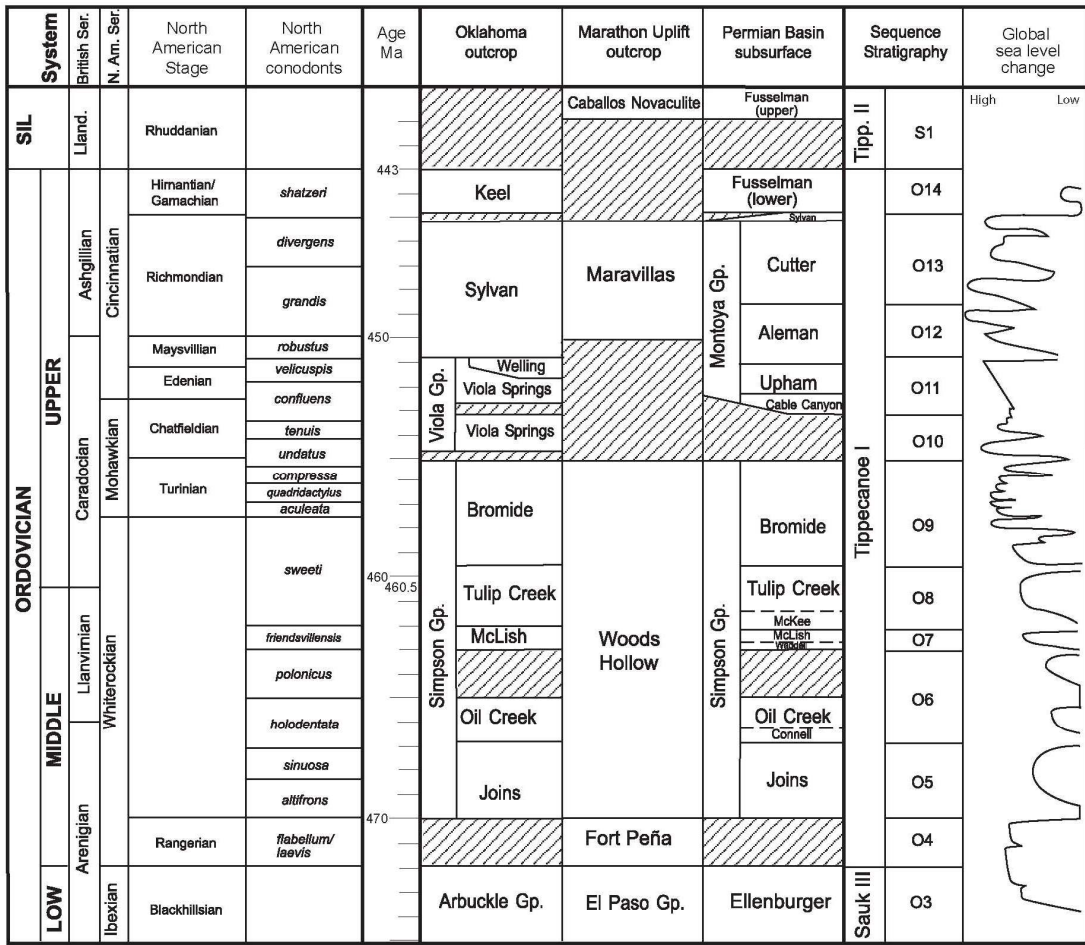 System
British Ser.
N. Am. Ser.
North
American
Stage
North
American
conodonts
Age
Ma
Oklahoma
outcrop
Marathon Uplift
outcrop
Permian Basin
subsurface
Sequence
Stratigraphy
Global
sea level
change
High
Low
SIL
Lland.
Rhuddanian
Caballos Novaculite
Fusselman
(upper)
Tipp. II
S1
443
ORDOVICIAN
UPPER
MIDDLE
LOW
Ashgillian
Caradocian
Llanvirnian
Arenigian
Cincinnatian
Mohawkian
Whiterockian
Ibexian
Hirnantian/
Gamachian
Richmondian
Maysvillian
Edenian
Chatfieldian
Turinian
Rangerian
Blackhillsian
shatzeri
divergens
grandis
robustus
velicuspis
confluens
tenuis
undatus
compressa
quadridactylus
aculeata
sweeti
friendsvillensis
polonicus
holodentata
sinuosa
altifrons
flabellum/
laevis
450
460
460.5
470
Keel
Sylvan
Viola Gp.
Welling
Viola Springs
Viola Springs
Simpson Gp.
Bromide
Tulip Creek
McLish
Oil Creek
Joins
Arbuckle Gp.
Maravillas
Woods
Hollow
Fort Peña
El Paso Gp.
Fusselman
(lower)
Sylvan
Montoya Gp.
Cutter
Aleman
Upham
Cable Canyon
Simpson Gp.
Bromide
Tulip Creek
McKee
McLish
Oil Creek
Connell
Joins
Ellenburger
Tippecanoe I
Sauk III
O14
O13
O12
O11
O10
O9
O8
O7
O6
O5
O4
O3